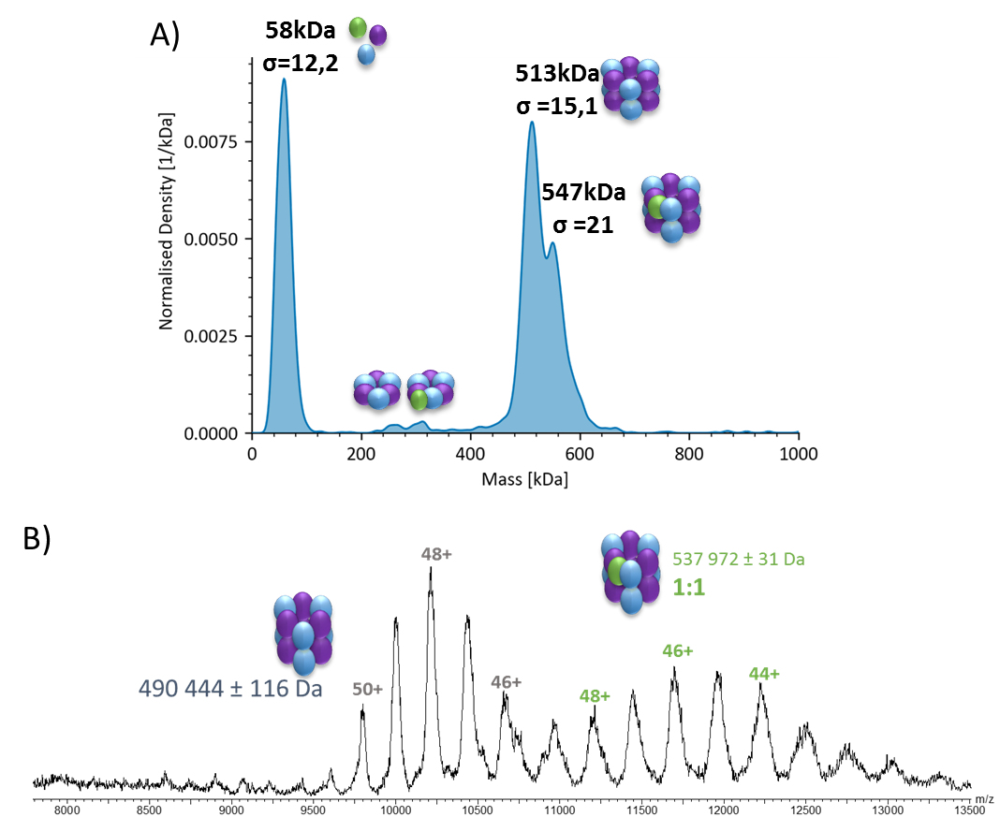 A)
58kDa
σ=12,2
513kDa
σ =15,1
547kDa
σ =21
Normalised Density [1/kDa]
0.0075
0.0050
0.0025
0.0000
0 200 400 600 800 1000
Mass [kDa]
B)
48+
537 972 ± 31 Da
1:1
490 444 ± 116 Da
50+
46+
48+
46+
44+
8000 8500 9000 9500 10000 10500 11000 11500 12000 12500 13000 13500
m/z